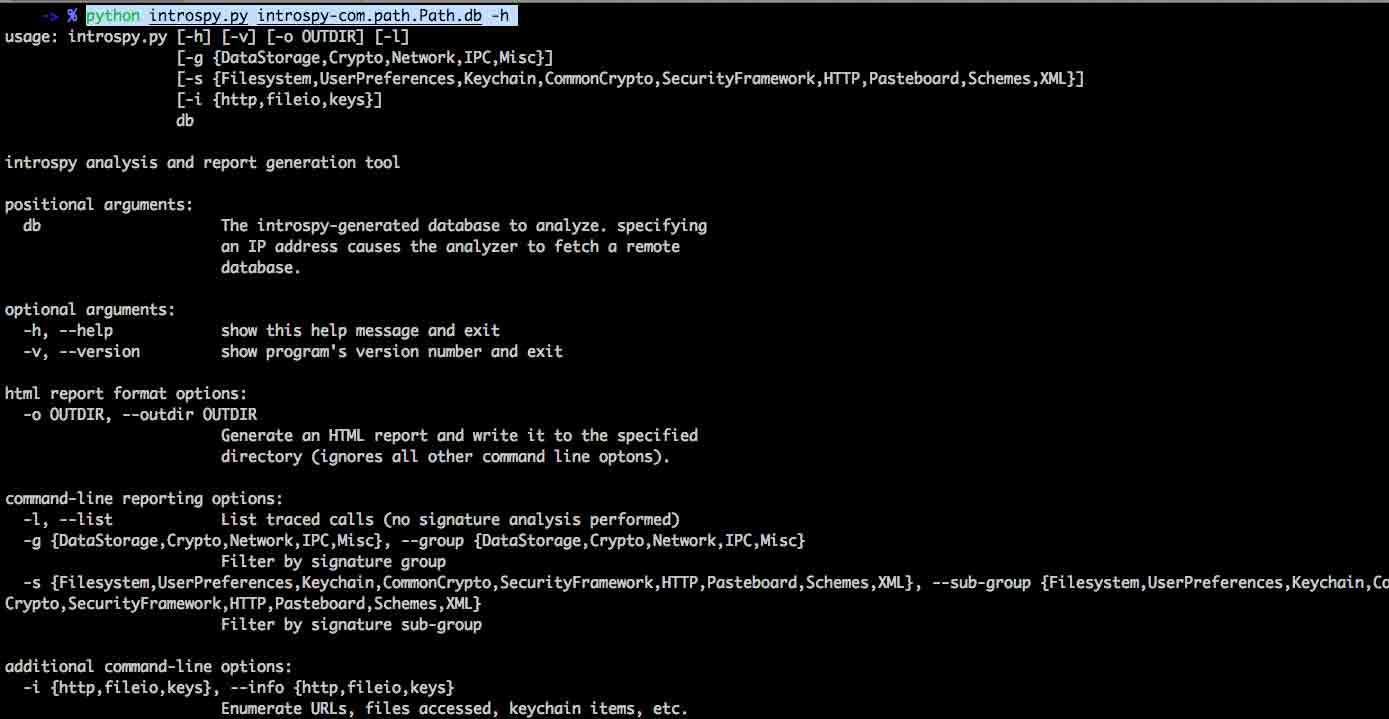 -> % python introspy.py introspy-com.path.Path.db -h
usage: introspy.py [-h] [-v] [-o OUTDIR] [-l]
[-g {DataStorage,Crypto,Network,IPC,Misc}]
[-s {Filesystem,UserPreferences,Keychain,CommonCrypto,SecurityFramework,HTTP,Pasteboard,Schemes,XML}]
[-i {http,fileio,keys}]
db
introspy analysis and report generation tool
positional arguments:
db The introspy-generated database to analyze. specifying
an IP address causes the analyzer to fetch a remote
database.
optional arguments:
-h, --help show this help message and exit
-v, --version show program's version number and exit
html report format options:
-o OUTDIR, --outdir OUTDIR
Generate an HTML report and write it to the specified
directory (ignores all other command line optons).
command-line reporting options:
-l, --list List traced calls (no signature analysis performed)
-g {DataStorage,Crypto,Network,IPC,Misc}, --group {DataStorage,Crypto,Network,IPC,Misc}
Filter by signature group
-s {Filesystem,UserPreferences,Keychain,CommonCrypto,SecurityFramework,HTTP,Pasteboard,Schemes,XML}, --sub-group {Filesystem,UserPreferences,Keychain,Co
Crypto,SecurityFramework,HTTP,Pasteboard,Schemes,XML}
Filter by signature sub-group
additional command-line options:
-i {http,fileio,keys}, --info {http,fileio,keys}
Enumerate URLs, files accessed, keychain items, etc.